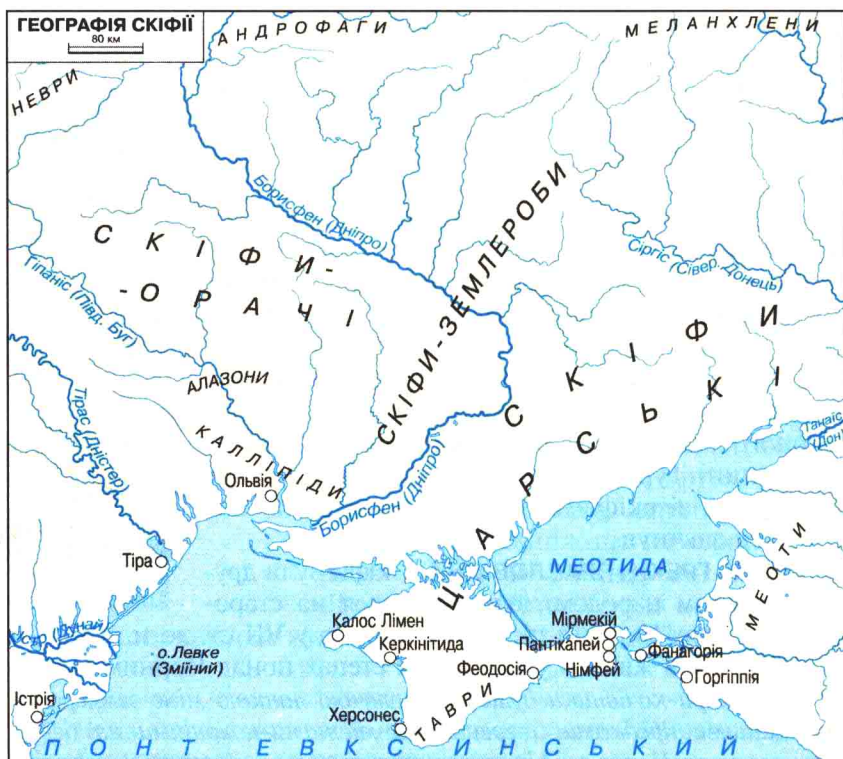 ГЕОГРАФІЯ СКІФІЇ
80 км
АНДРОФАГИ
МЕЛАНХЛЕНИ
НЕВРИ
Борисфен (Дніпро)
СКІФИ-
-ОРАЧІ
СКІФИ-ЗЕМЛЕРОБИ
Сіргіс (Сівер. Донець)
Гіпаніс (Півд. Буг)
ЦАРСЬКІ
СКІФИ
АЛАЗОНИ
Тірас (Дністер)
КАЛЛІПІДИ
Танаїс
(Дон)
Ольвія
Борисфен (Дніпро)
Тіра
МЕОТИДА
МЕОТИ
Калос Лімен
Мірмекій
Керкінітида
Пантікапей
Фанагорія
о.Левке
(Зміїний)
Феодосія
Німфей
Горгіппія
Істрія
Херсонес
ТАВРИ
ПОНТ ЕВКСИНСЬКИЙ